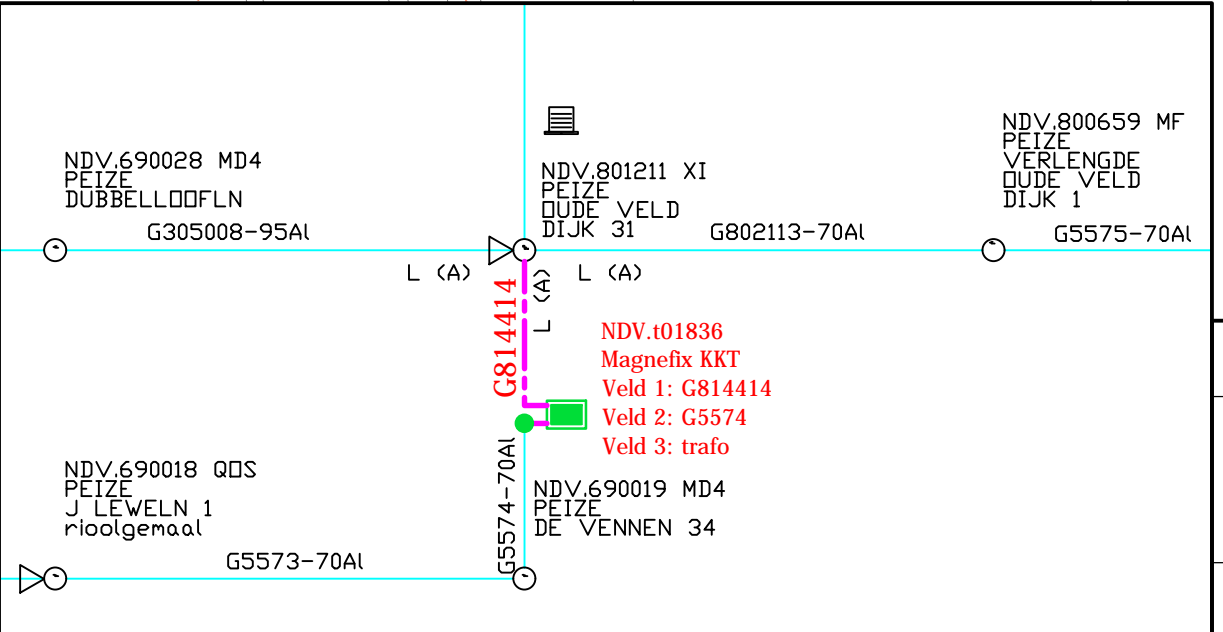 NDV.690028 MD4
PEIZE
DUBBELLOOFLN
G305008-95Al
NDV.801211 XI
PEIZE
OUDE VELD
DIJK 31
G802113-70Al
NDV.800659 MF
PEIZE
VERLENGDE
OUDE VELD
DIJK 1
G5575-70Al
L (A)
L (A)
L (A)
G814414
NDV.t01836
Magnefix KKT
Veld 1: G814414
Veld 2: G5574
Veld 3: trafo
NDV.690018 QOS
PEIZE
J LEWELN 1
rioolgemaal
G5573-70Al
G5574-70Al
NDV.690019 MD4
PEIZE
DE VENNEN 34